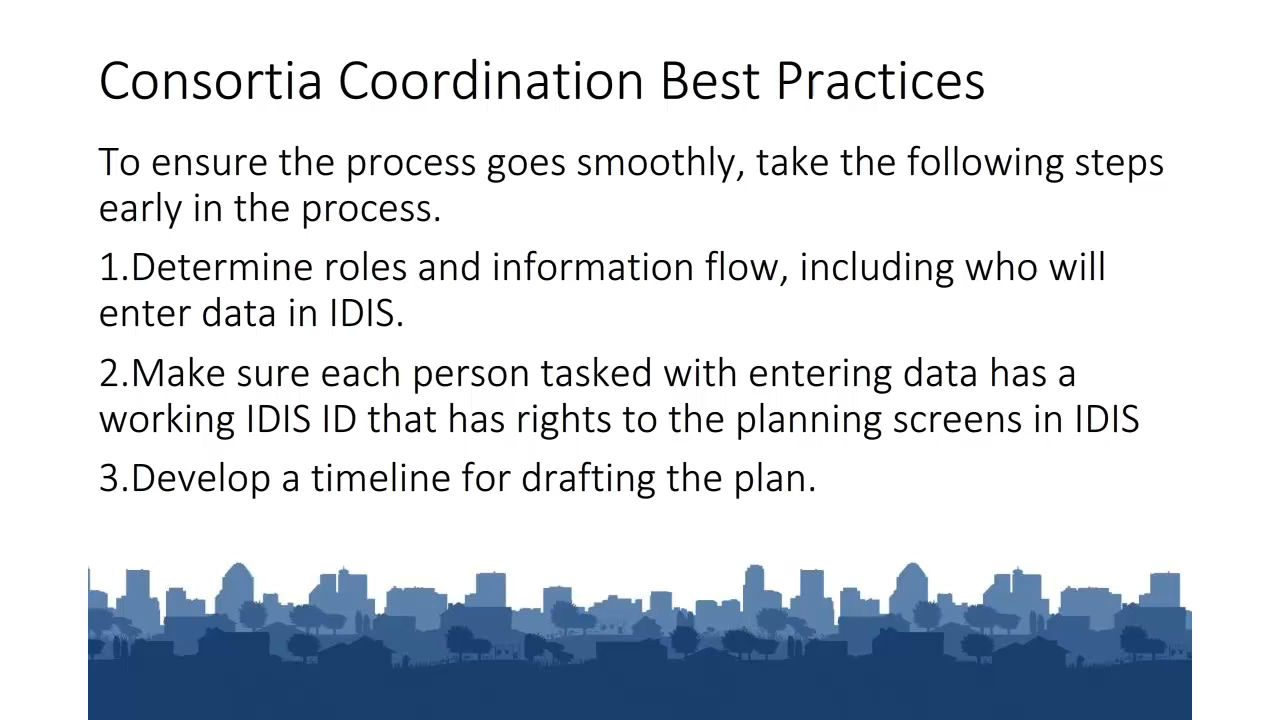 Consortia Coordination Best Practices
To ensure the process goes smoothly, take the following steps
early in the process.
1.Determine roles and information flow, including who will
enter data in IDIS.
2.Make sure each person tasked with entering data has a
working IDIS ID that has rights to the planning screens in IDIS
3.Develop a timeline for drafting the plan.